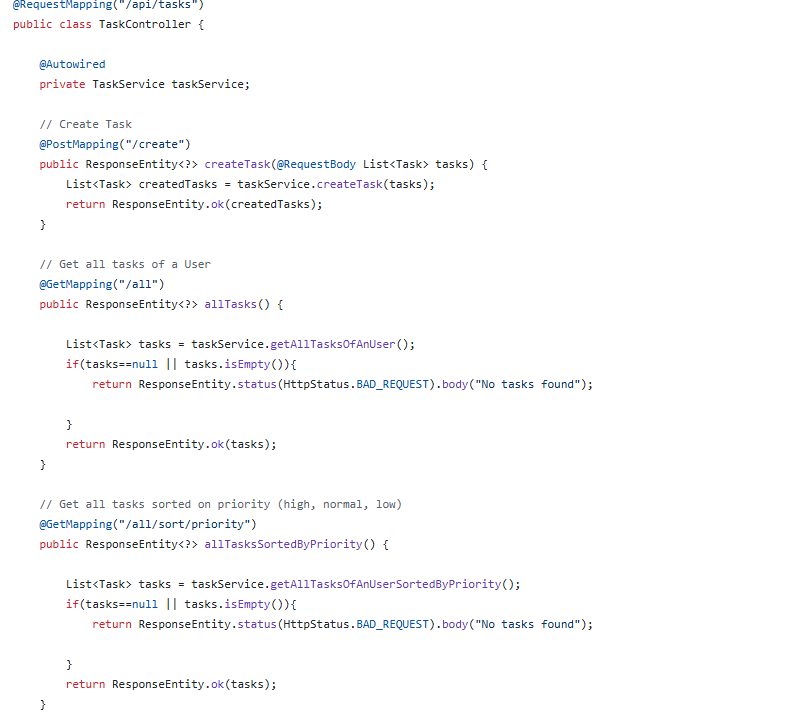 @RequestMapping("/api/tasks")
public class TaskController {
@Autowired
private TaskService taskService;
// Create Task
@PostMapping("/create")
public ResponseEntity<?> createTask(@RequestBody List<Task> tasks) {
List<Task> createdTasks = taskService.createTask(tasks);
return ResponseEntity.ok(createdTasks);
}
// Get all tasks of a User
@GetMapping("/all")
public ResponseEntity<?> allTasks() {
List<Task> tasks = taskService.getAllTasksOfAnUser();
if(tasks==null || tasks.isEmpty()){
return ResponseEntity.status(HttpStatus.BAD_REQUEST).body("No tasks found");
}
return ResponseEntity.ok(tasks);
}
// Get all tasks sorted on priority (high, normal, low)
@GetMapping("/all/sort/priority")
public ResponseEntity<?> allTasksSortedByPriority() {
List<Task> tasks = taskService.getAllTasksOfAnUserSortedByPriority();
if(tasks==null || tasks.isEmpty()){
return ResponseEntity.status(HttpStatus.BAD_REQUEST).body("No tasks found");
}
return ResponseEntity.ok(tasks);
}